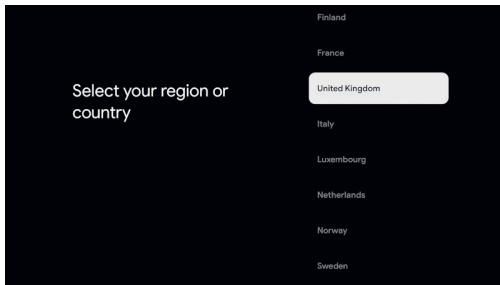 Select your region or
country
Finland
France
United Kingdom
Italy
Luxembourg
Netherlands
Norway
Sweden